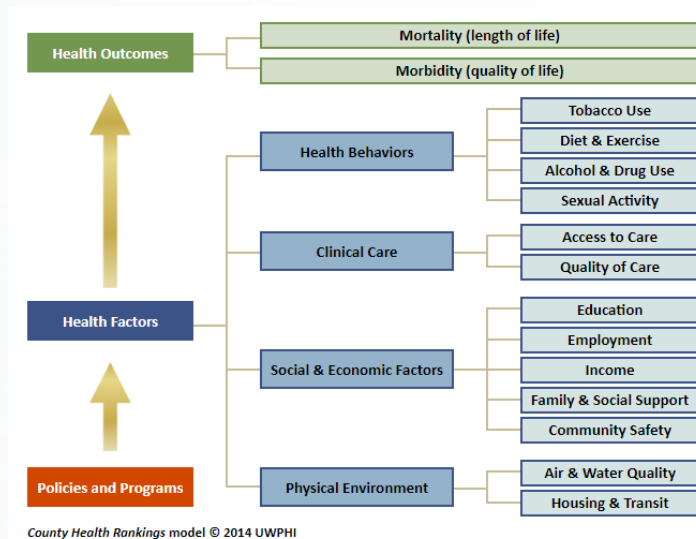 Health Outcomes
Mortality (length of life)
Morbidity (quality of life)
Health Factors
Health Behaviors
Tobacco Use
Diet & Exercise
Alcohol & Drug Use
Sexual Activity
Clinical Care
Access to Care
Quality of Care
Social & Economic Factors
Education
Employment
Income
Family & Social Support
Community Safety
Physical Environment
Air & Water Quality
Housing & Transit
Policies and Programs
County Health Rankings model © 2014 UWPHI